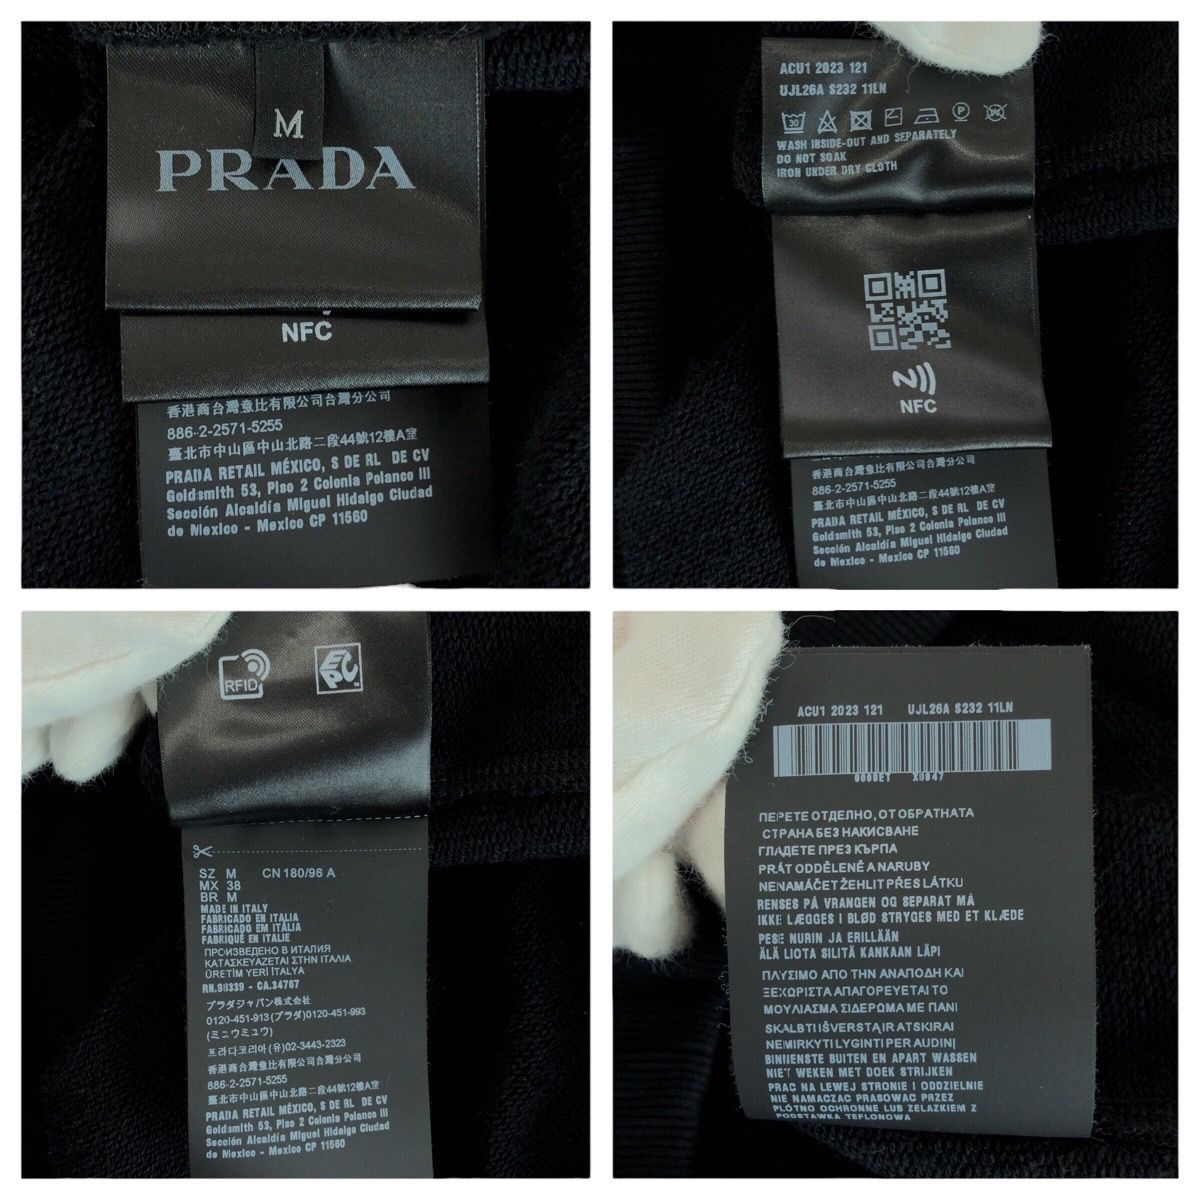 M
PRADA
NFC
香港商台灣意比有限公司台灣分公司
886-2-2571-5255
臺北市中山區中山北路二段44號12樓A室
PRADA RETAIL MÉXICO, S DE RL DE CV
Goldsmith 53, Piso 2 Colonia Polanco III
Sección Alcaldía Miguel Hidalgo Ciudad
de Mexico - Mexico CP 11560
ACU1 2023 121
UJL26A S232 11LN
30
P
W
WASH INSIDE-OUT AND SEPARATELY
DO NOT SOAK
IRON UNDER DRY CLOTH
NFC
香港商台灣意比有限公司台灣分公司
886-2-2571-5255
臺北市中山區中山北路二段44號12樓A室
PRADA RETAIL MÉXICO, S DE RL DE CV
Goldsmith 53, Piso 2 Colonia Polanco III
Sección Alcaldía Miguel Hidalgo Ciudad
de Mexico - Mexico CP 11560
RFID
EPC™
SZ M CN 180/96 A
MX 38
BR M
MADE IN ITALY
FABRICADO EN ITALIA
FABRICADO EM ITÁLIA
FABRIQUÉ EN ITALIE
ПРОИЗВЕДЕНО В ИТАЛИЯ
ΚΑΤΑΣΚΕΥΑΖΕΤΑΙ ΣΤΗΝ ΙΤΑΛΙΑ
ÜRETİM YERİ İTALYA
RN.98339 - CA.34767
プラダジャパン株式会社
0120-451-913(プラダ)0120-451-993
(ミュウミュウ)
프라다코리아(유)02-3443-2323
香港商台灣意比有限公司台灣分公司
886-2-2571-5255
臺北市中山區中山北路二段44號12樓A室
PRADA RETAIL MÉXICO, S DE RL DE CV
Goldsmith 53, Piso 2 Colonia Polanco III
Sección Alcaldía Miguel Hidalgo Ciudad
de Mexico - Mexico CP 11560
ACU1 2023 121 UJL26A S232 11LN
0000ET X0947
ПЕРЕТЕ ОТДЕЛНО, ОТ ОБРАТНАТА
СТРАНА БЕЗ НАКИСВАНЕ
ГЛАДЕТЕ ПРЕЗ КЪРПА
PRÁT ODDĚLENĚ A NARUBY
NENAMÁČET ŽEHLIT PŘES LÁTKU
RENSES PÅ VRANGEN OG SEPARAT MÅ
IKKE LÆGGES I BLØD STRYGES MED ET KLÆDE
PESE NURIN JA ERILLÄÄN
ÄLÄ LIOTA SILITÄ KANKAAN LÄPI
ΠΛΥΣΙΜΟ ΑΠΟ ΤΗΝ ΑΝΑΠΟΔΗ ΚΑΙ
ΞΕΧΩΡΙΣΤΑ ΑΠΑΓΟΡΕΥΕΤΑΙ ΤΟ
ΜΟΥΛΙΑΣΜΑ ΣΙΔΕΡΩΜΑ ΜΕ ΠΑΝΙ
SKALBTI IŠVERSTĄ IR ATSKIRAI
NEMIRKYTI LYGINTI PER AUDINĮ
BINNENSTE BUITEN EN APART WASSEN
NIET WEKEN MET DOEK STRIJKEN
PRAC NA LEWEJ STRONIE I ODDZIELNIE
NIE NAMACZAC PRASOWAC PRZEZ
PLÓTNO OCHRONNE LUB ZELAZKIEM Z
PODSTAWKA TEFLONOWA